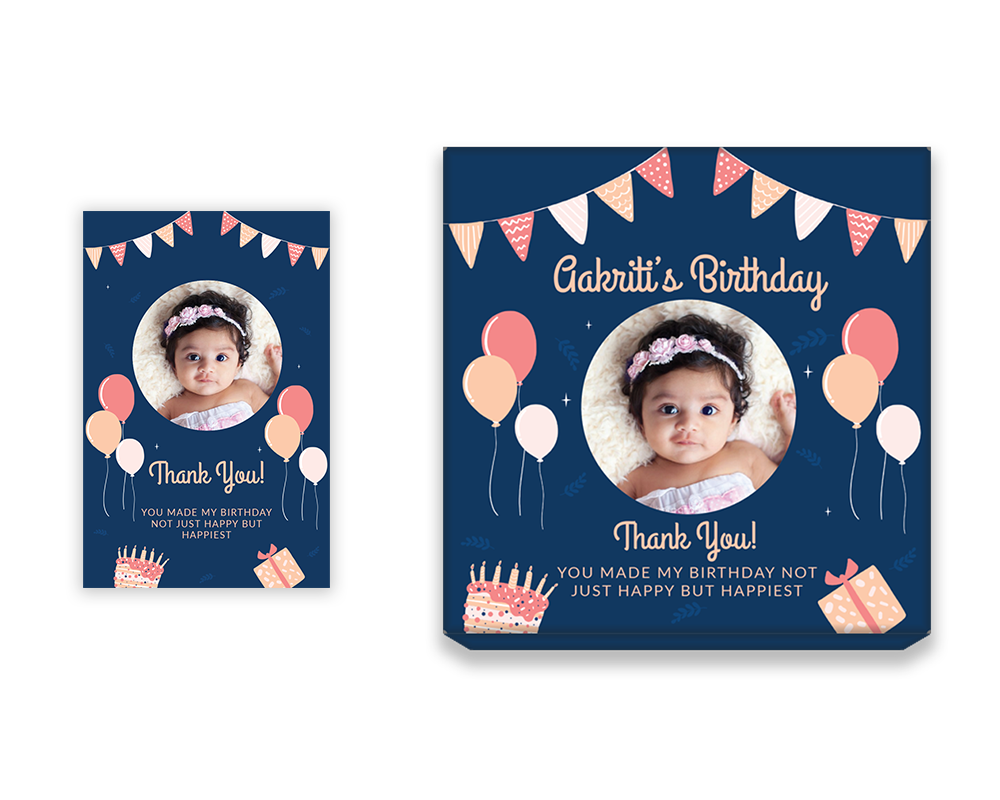 Thank You!
YOU MADE MY BIRTHDAY
NOT JUST HAPPY BUT
HAPPIEST
Aakriti's Birthday
Thank You!
YOU MADE MY BIRTHDAY NOT
JUST HAPPY BUT HAPPIEST